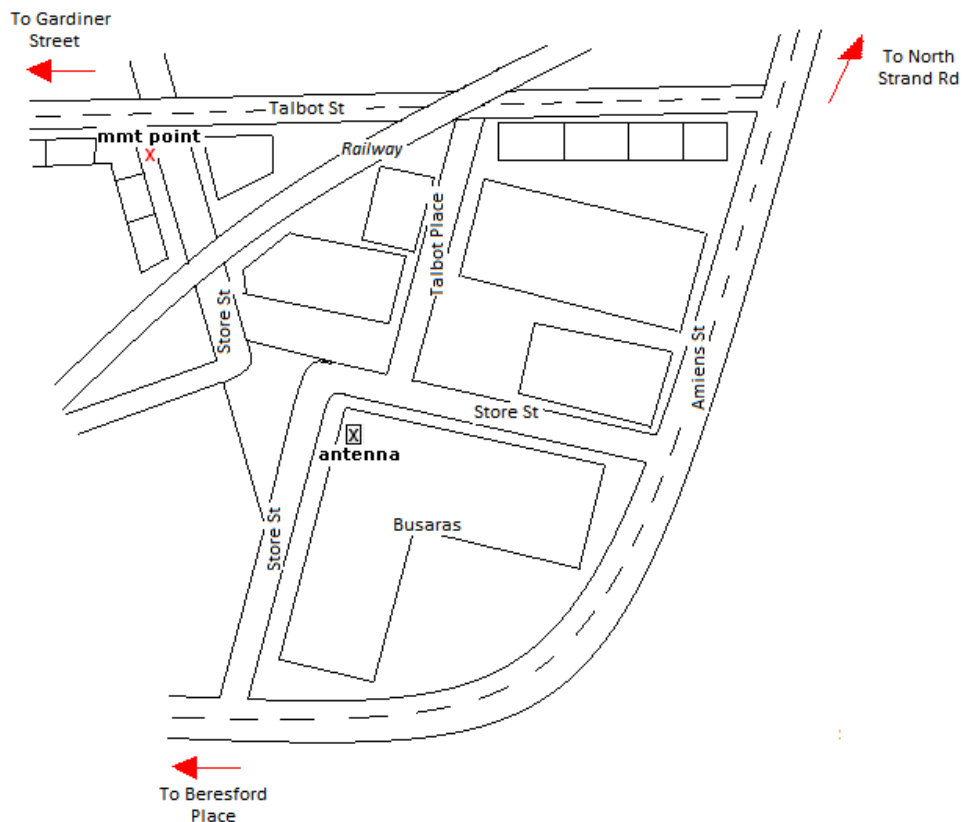 To Gardiner
Street
To North
Strand Rd
Talbot St
mmt point
X
Railway
Talbot Place
Store St
Amiens St
Store St
X
antenna
Store St
Busaras
To Beresford
Place